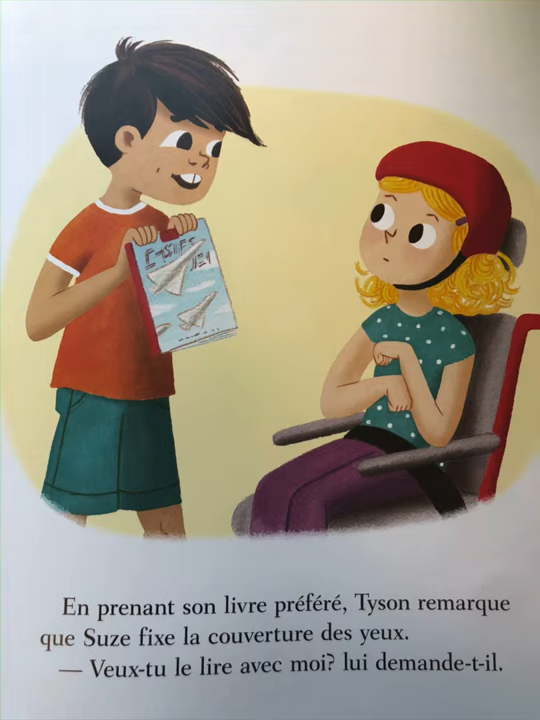 En prenant son livre préféré, Tyson remarque
que Suze fixe la couverture des yeux.
— Veux-tu le lire avec moi? lui demande-t-il.